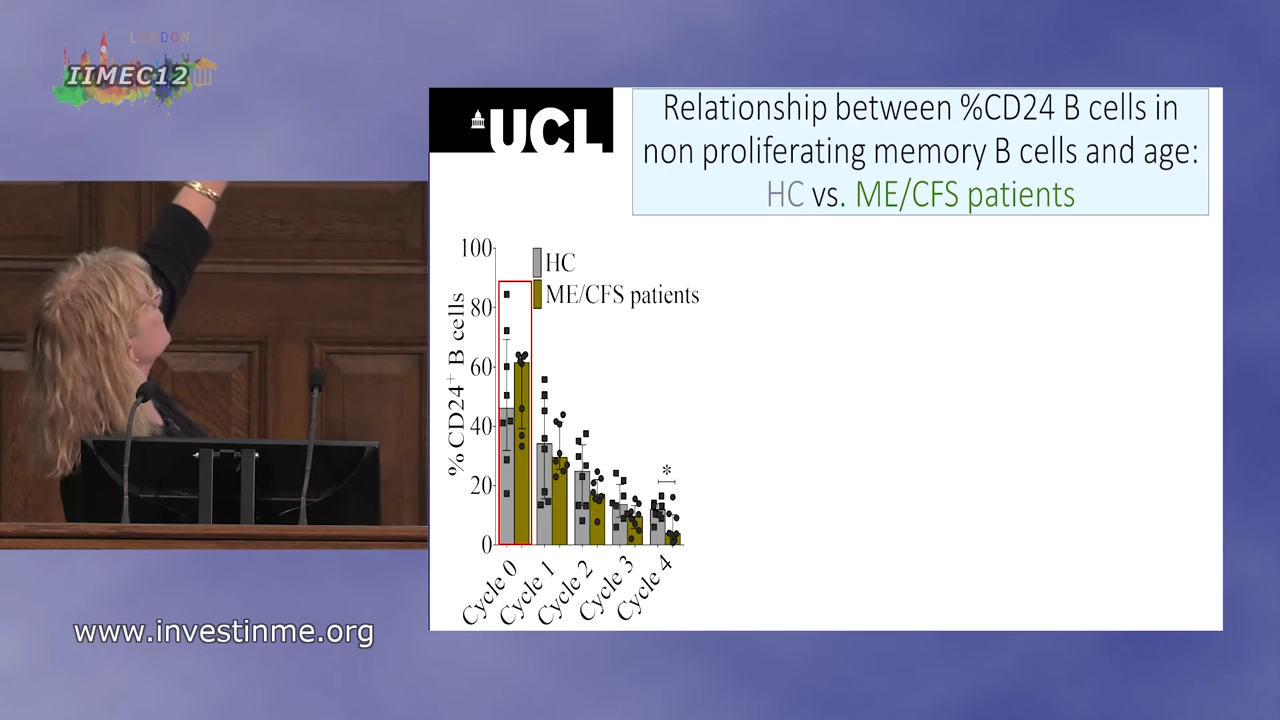 LONDON
IIMEC12
UCL
Relationship between %CD24 B cells in
non proliferating memory B cells and age:
HC vs. ME/CFS patients
HC
ME/CFS patients
% CD24+ B cells
100
80
60
40
20
0
*
Cycle 0
Cycle 1
Cycle 2
Cycle 3
Cycle 4
www.investinme.org